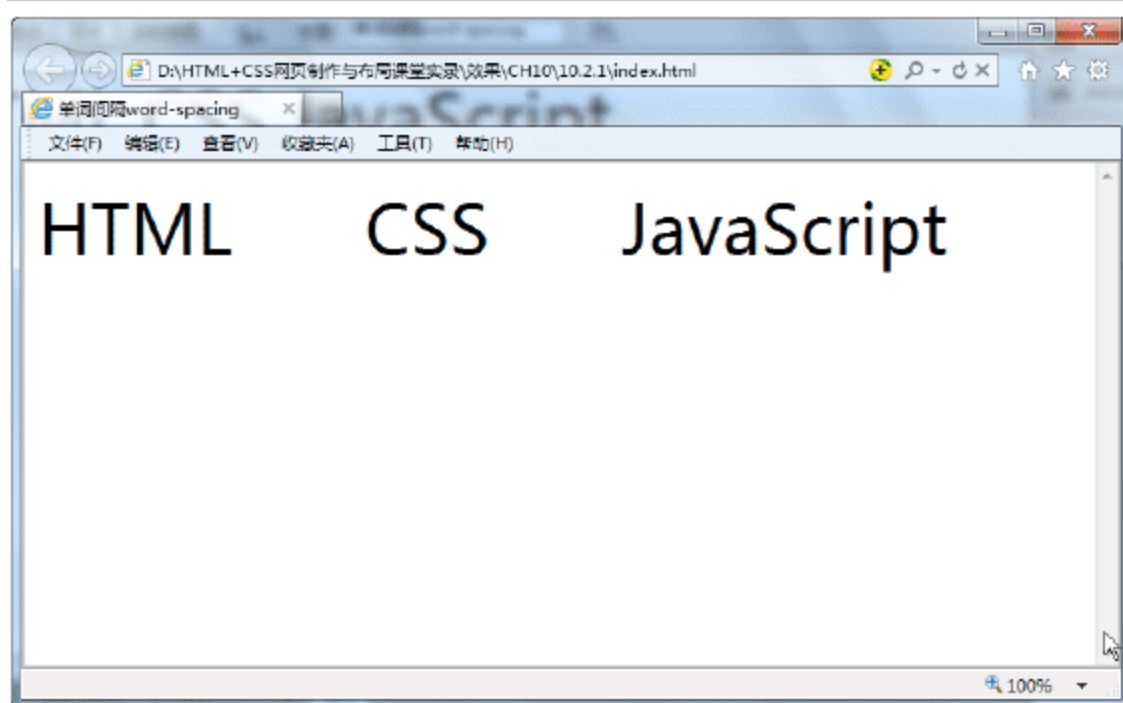 D:\HTML+CSS网页制作与布局课堂实录\效果\CH10\10.2.1\index.html
单词间隔word-spacing
文件(F) 编辑(E) 查看(V) 收藏夹(A) 工具(T) 帮助(H)
HTML CSS JavaScript
100%